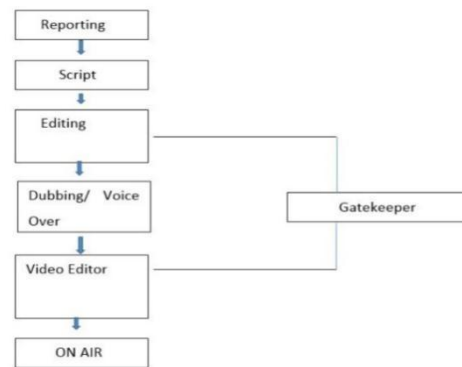 Reporting
Script
Editing
Dubbing/ Voice
Over
Gatekeeper
Video Editor
ON AIR